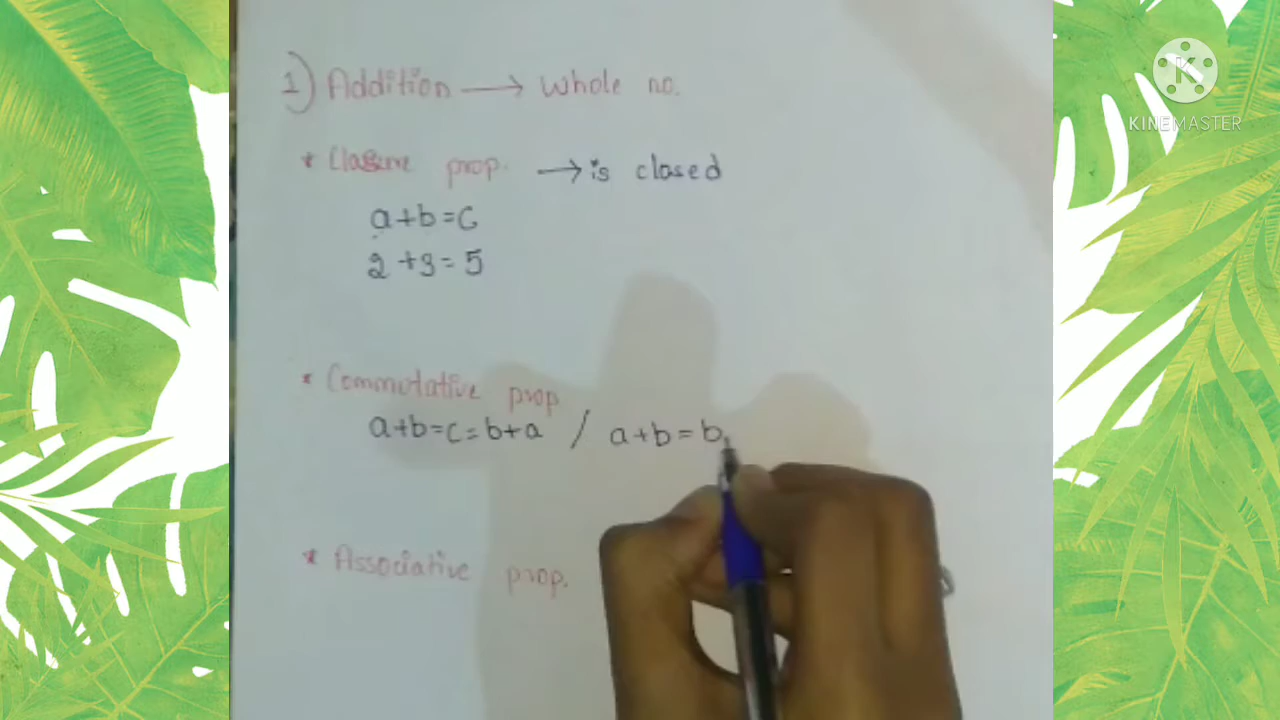 1) Addition → Whole no.
* Closure prop. → is closed
a+b=c
2+3=5
* Commutative prop
a+b=c=b+a / a+b=b
* Associative prop.
KINEMASTER